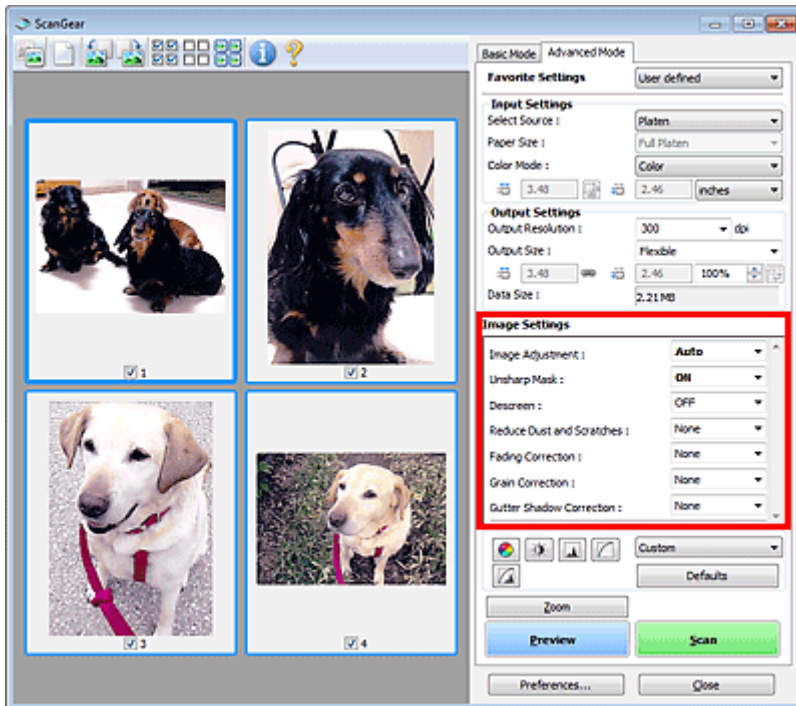 ScanGear
Basic Mode Advanced Mode
Favorite Settings User defined
Input Settings
Select Source : Platen
Paper Size : Full Platen
Color Mode : Color
3.48 2.46 inches
Output Settings
Output Resolution : 300 dpi
Output Size : Flexible
3.48 2.46 100%
Data Size : 2.21MB
Image Settings
Image Adjustment : Auto
Unsharp Mask : ON
Descreen : OFF
Reduce Dust and Scratches : None
Fading Correction : None
Grain Correction : None
Gutter Shadow Correction : None
Custom
Defaults
Zoom
Preview Scan
Preferences... Close
1
2
3
4